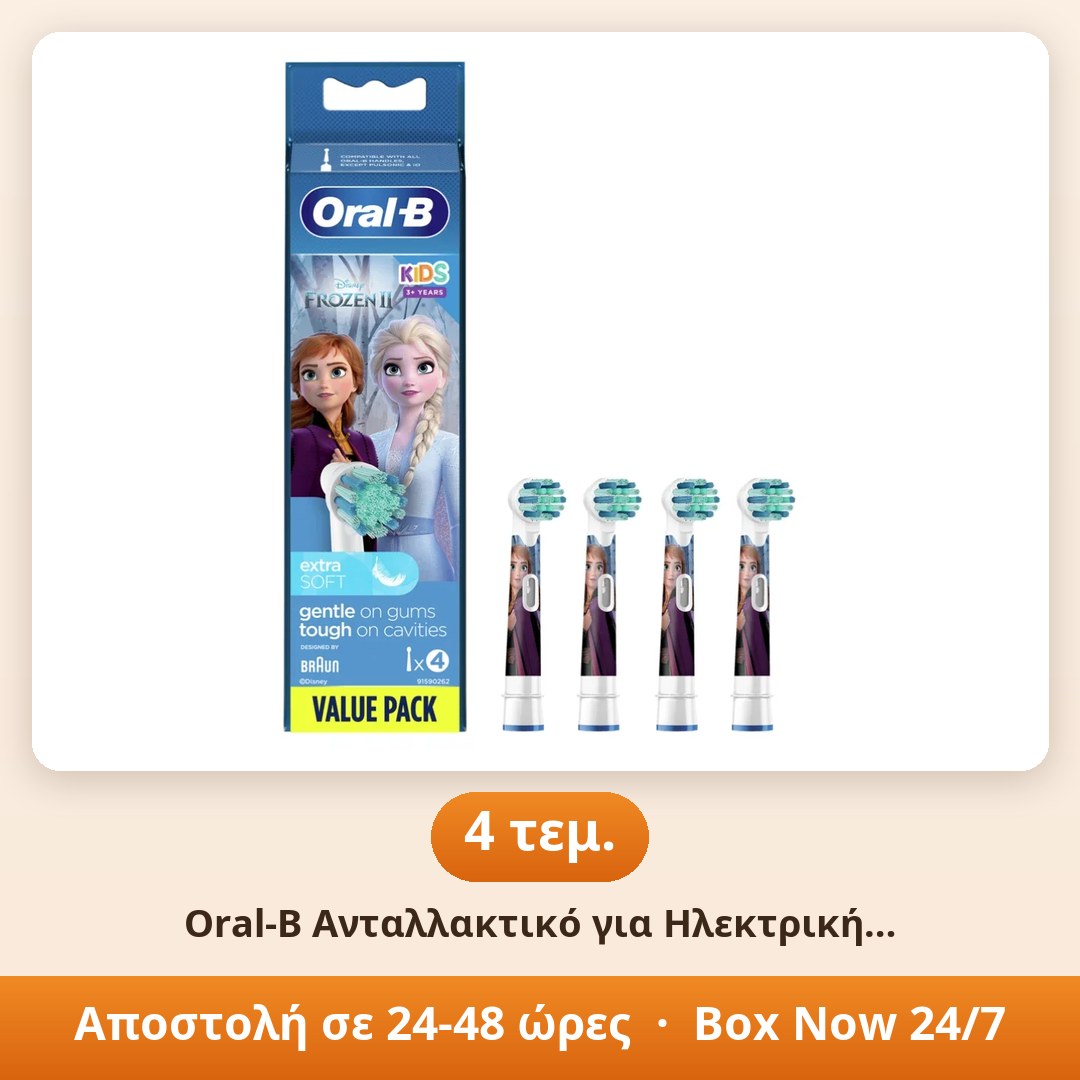 COMPATIBLE WITH ALL
ORAL-B HANDLES,
EXCEPT PULSONIC & iO
Oral-B
KIDS
3+ YEARS
Disney
FROZEN II
extra
SOFT
gentle on gums
tough on cavities
DESIGNED BY
BRAUN
x4
©Disney
91590262
VALUE PACK
4 τεμ.
Oral-B Ανταλλακτικό για Ηλεκτρική...
Αποστολή σε 24-48 ώρες · Box Now 24/7